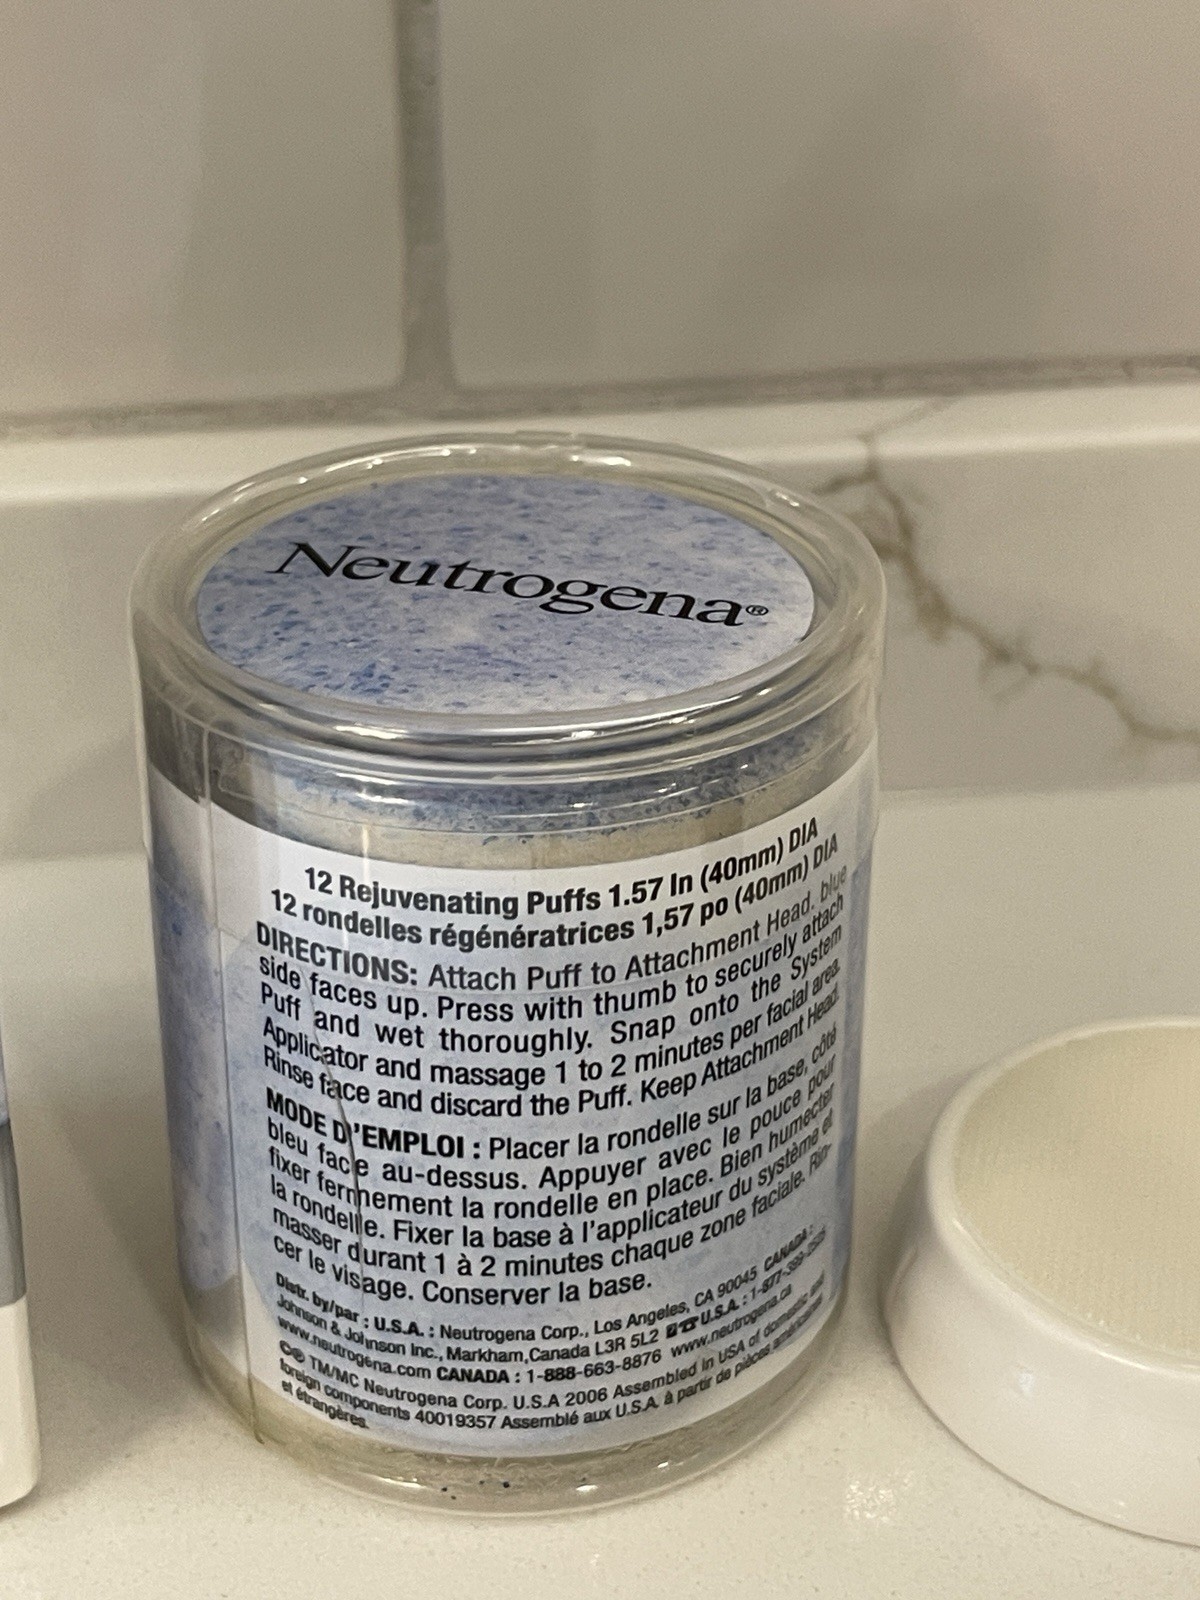 Neutrogena®
12 Rejuvenating Puffs 1.57 In (40mm) DIA
12 rondelles régénératrices 1,57 po (40mm) DIA
DIRECTIONS: Attach Puff to Attachment Head. blue
side faces up. Press with thumb to securely attach
Puff and wet thoroughly. Snap onto the System
Applicator and massage 1 to 2 minutes per facial area.
Rinse face and discard the Puff. Keep Attachment Head.
MODE D'EMPLOI : Placer la rondelle sur la base, côté
bleu face au-dessus. Appuyer avec le pouce pour
fixer fermement la rondelle en place. Bien humecter
la rondelle. Fixer la base à l'applicateur du système et
masser durant 1 à 2 minutes chaque zone faciale. Rin-
cer le visage. Conserver la base.
Distr. by/par : U.S.A. : Neutrogena Corp., Los Angeles, CA 90045 CANADA :
Johnson & Johnson Inc., Markham,Canada L3R 5L2 U.S.A. : 1-877-389-
www.neutrogena.com CANADA : 1-888-663-8876 www.neutrogena.ca
©® TM/MC Neutrogena Corp. U.S.A 2006 Assembled in USA of domestic and
foreign components 40019357 Assemblé aux U.S.A. à partir de pièces américaines
et étrangères.